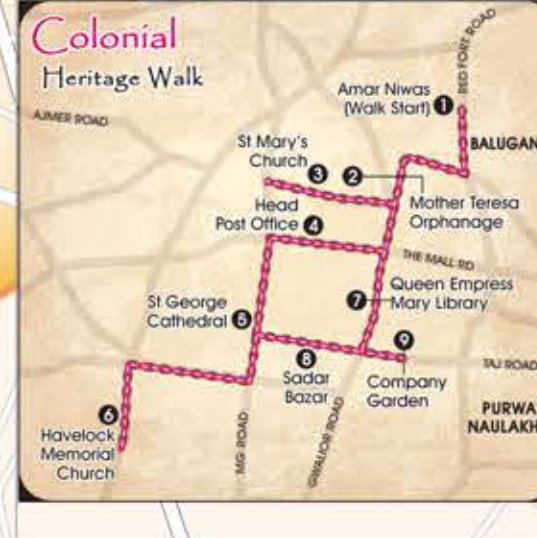 Colonial
Heritage Walk
RED FORT ROAD
Amar Niwas
(Walk Start) 1
AJMER ROAD
BALUGAN
St Mary's
Church 3
2
Mother Teresa
Orphanage
Head
Post Office 4
THE MALL RD
Queen Empress
7 Mary Library
St George
Cathedral 5
9
8
Sadar
Bazar
TAJ ROAD
Company
Garden
6
Havelock
Memorial
Church
MG ROAD
GWALIOR ROAD
PURWA
NAULAKH